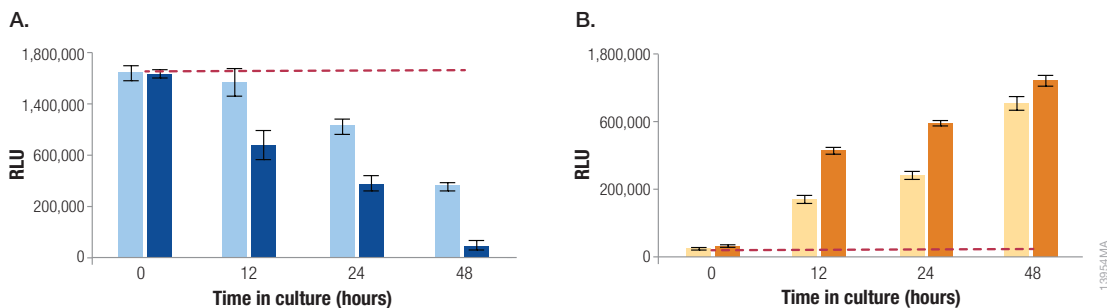 A.
1,800,000
1,400,000
600,000
200,000
0
RLU
0 12 24 48
Time in culture (hours)
B.
1,800,000
600,000
200,000
0
RLU
0 12 24 48
Time in culture (hours)
13954MA